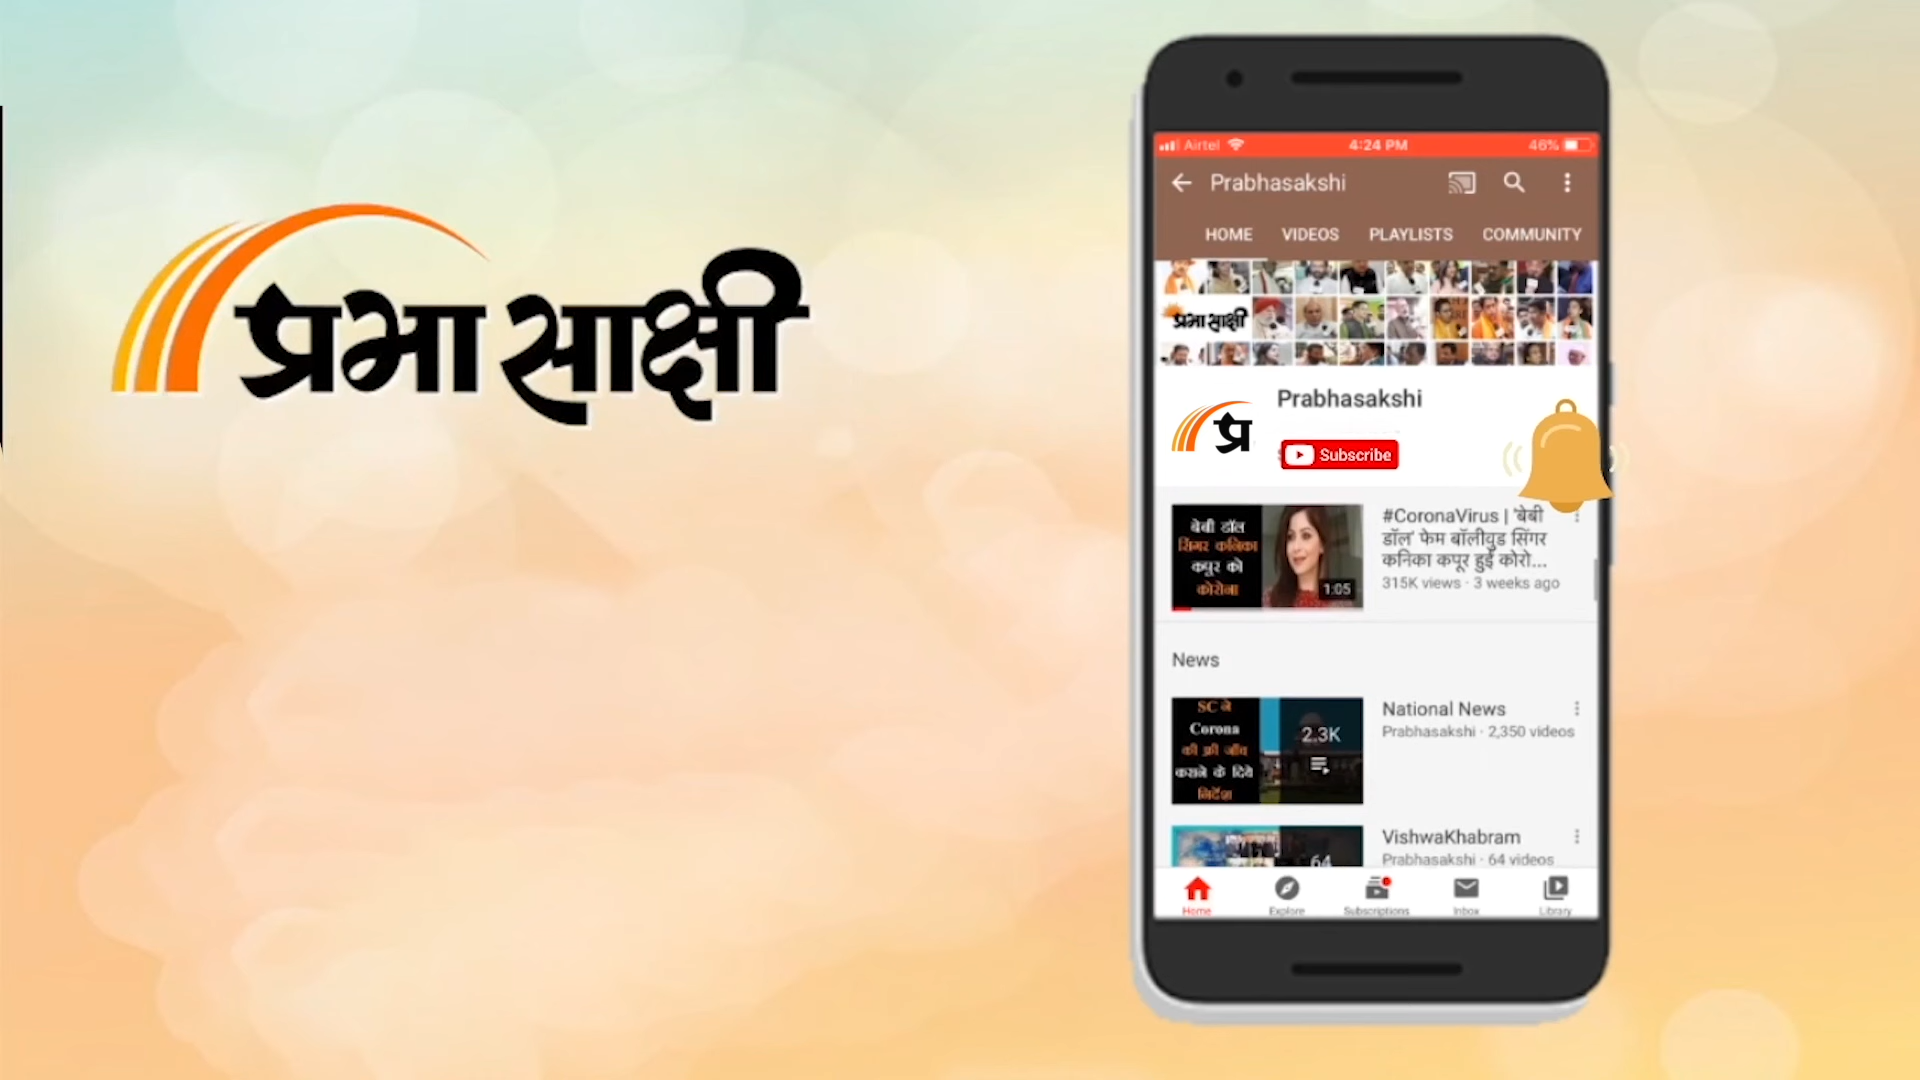 प्रभासाक्षी
Airtel 4:24 PM 46%
Prabhasakshi
HOME VIDEOS PLAYLISTS COMMUNITY
प्रभासाक्षी
Prabhasakshi
प्र
Subscribe
बेबी डॉल
सिंगर कनिका
कपूर को
कोरोना
1:05
#CoronaVirus | 'बेबी
डॉल' फेम बॉलीवुड सिंगर
कनिका कपूर हुई कोरो...
315K views · 3 weeks ago
News
SC ने
Corona
की फ्री जाँच
कराने के दिये
निर्देश
2.3K
National News
Prabhasakshi · 2,350 videos
64
VishwaKhabram
Prabhasakshi · 64 videos
Home Explore Subscriptions Inbox Library